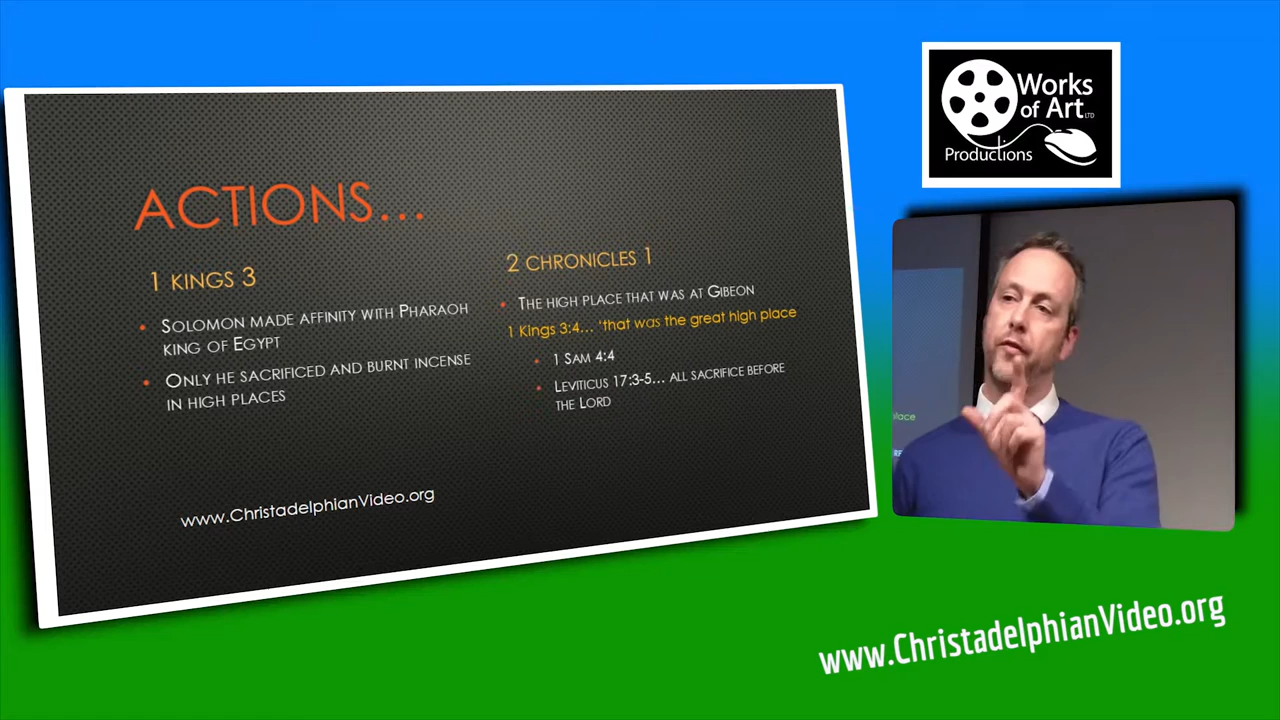 ACTIONS...
1 KINGS 3
SOLOMON MADE AFFINITY WITH PHARAOH
KING OF EGYPT
ONLY HE SACRIFICED AND BURNT INCENSE
IN HIGH PLACES
2 CHRONICLES 1
THE HIGH PLACE THAT WAS AT GIBEON
1 Kings 3:4... 'that was the great high place
1 SAM 4:4
LEVITICUS 17:3-5... ALL SACRIFICE BEFORE
THE LORD
www.ChristadelphianVideo.org
Works
of Art LTD
Productions
place
www.ChristadelphianVideo.org